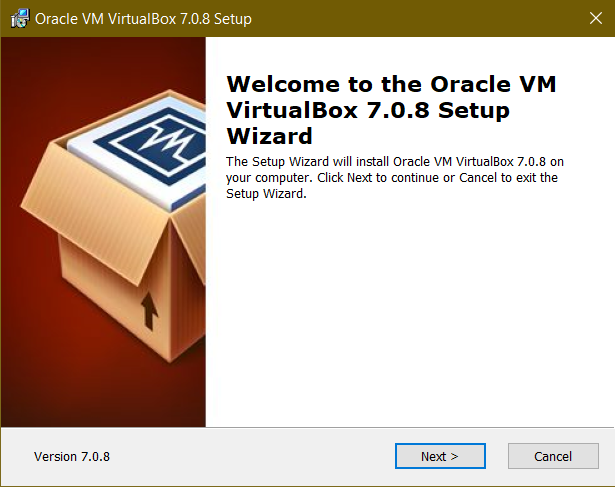 Oracle VM VirtualBox 7.0.8 Setup
Welcome to the Oracle VM
VirtualBox 7.0.8 Setup
Wizard
The Setup Wizard will install Oracle VM VirtualBox 7.0.8 on
your computer. Click Next to continue or Cancel to exit the
Setup Wizard.
Version 7.0.8
Next >
Cancel